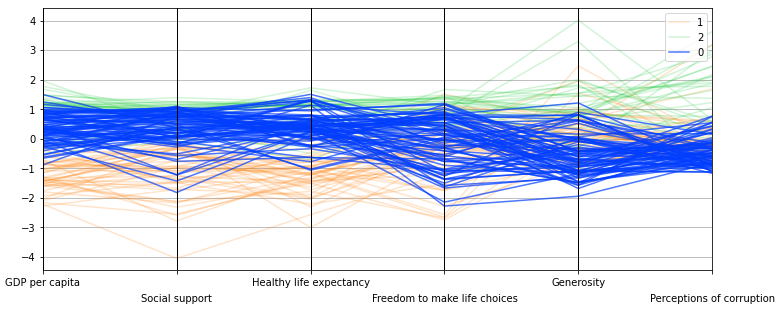 4
3
2
1
0
−1
−2
−3
−4
1
2
0
GDP per capita
Healthy life expectancy
Generosity
Social support
Freedom to make life choices
Perceptions of corruption